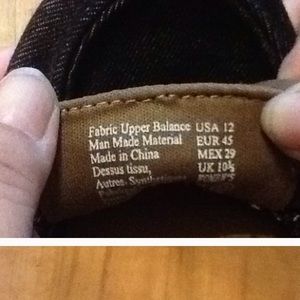 Fabric Upper Balance USA 12
Man Made Material EUR 45
Made in China MEX 29
Dessus tissu, UK 10½
Autres Synthetiques